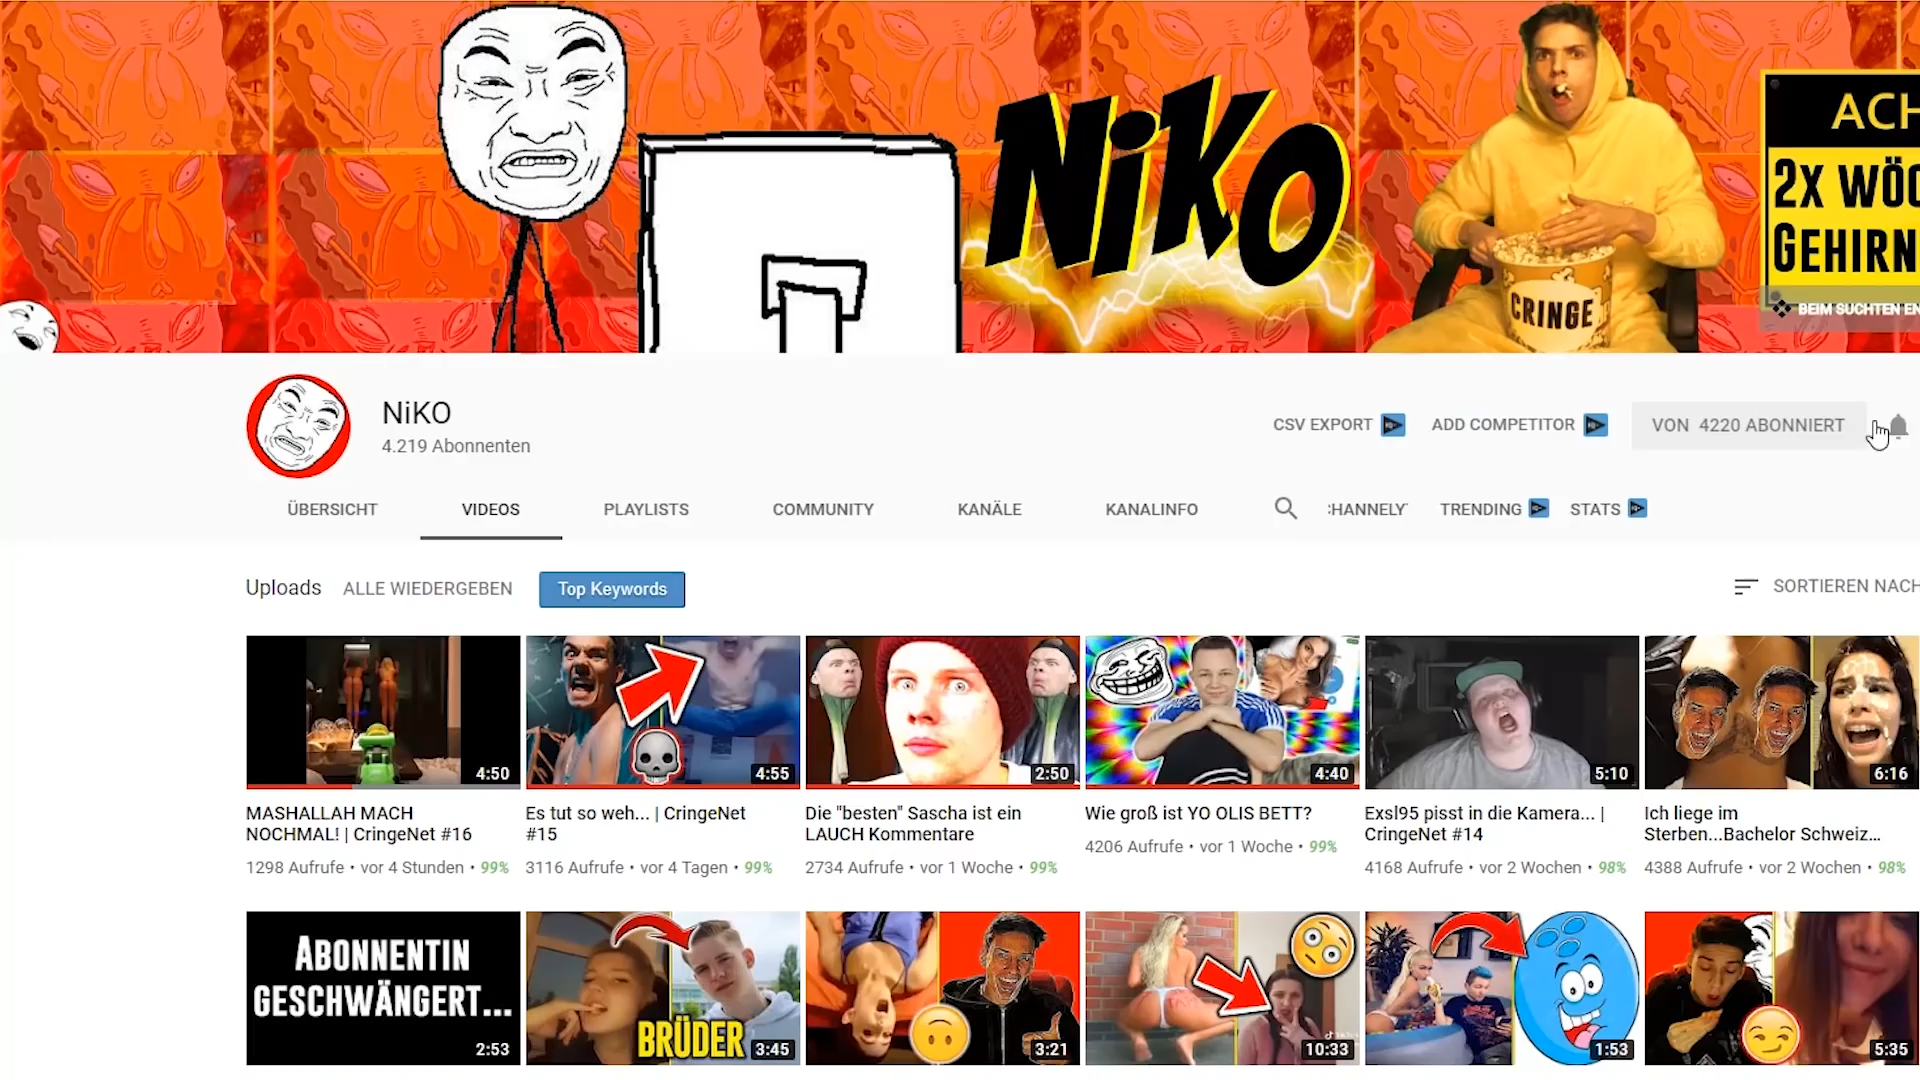 NiKO
ACH
2X WÖC
GEHIRN
BEIM SUCHTEN EN
CRINGE
NiKO
4.219 Abonnenten
CSV EXPORT
ADD COMPETITOR
VON 4220 ABONNIERT
ÜBERSICHT
VIDEOS
PLAYLISTS
COMMUNITY
KANÄLE
KANALINFO
HANNELY
TRENDING
STATS
Uploads
ALLE WIEDERGEBEN
Top Keywords
SORTIEREN NACH
4:50
4:55
2:50
4:40
5:10
6:16
MASHALLAH MACH
NOCHMAL! | CringeNet #16
1298 Aufrufe • vor 4 Stunden • 99%
Es tut so weh... | CringeNet
#15
3116 Aufrufe • vor 4 Tagen • 99%
Die "besten" Sascha ist ein
LAUCH Kommentare
2734 Aufrufe • vor 1 Woche • 99%
Wie groß ist YO OLIS BETT?
4206 Aufrufe • vor 1 Woche • 99%
Exsl95 pisst in die Kamera... |
CringeNet #14
4168 Aufrufe • vor 2 Wochen • 98%
Ich liege im
Sterben...Bachelor Schweiz...
4388 Aufrufe • vor 2 Wochen • 98%
ABONNENTIN
GESCHWÄNGERT...
2:53
BRÜDER
3:45
3:21
10:33
1:53
5:35